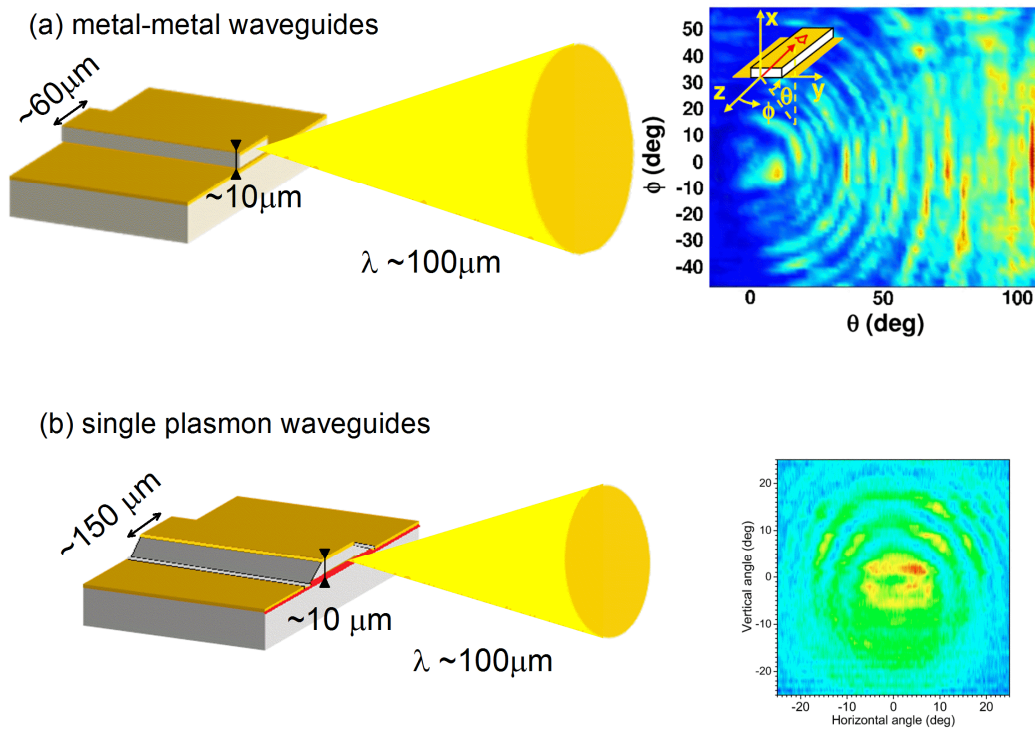 (a) metal-metal waveguides
~60μm
~10μm
λ ~100μm
50
40
30
20
10
0
-10
-20
-30
-40
ϕ (deg)
x
y
z
θ
ϕ
0
50
100
θ (deg)
(b) single plasmon waveguides
~150 μm
~10 μm
λ ~100μm
20
10
0
-10
-20
Vertical angle (deg)
-20
-10
0
10
20
Horizontal angle (deg)